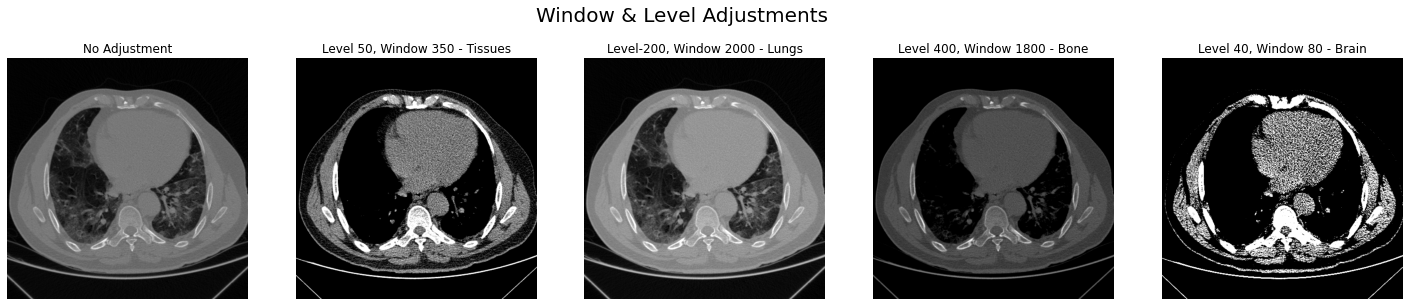 Window & Level Adjustments
No Adjustment
Level 50, Window 350 - Tissues
Level-200, Window 2000 - Lungs
Level 400, Window 1800 - Bone
Level 40, Window 80 - Brain